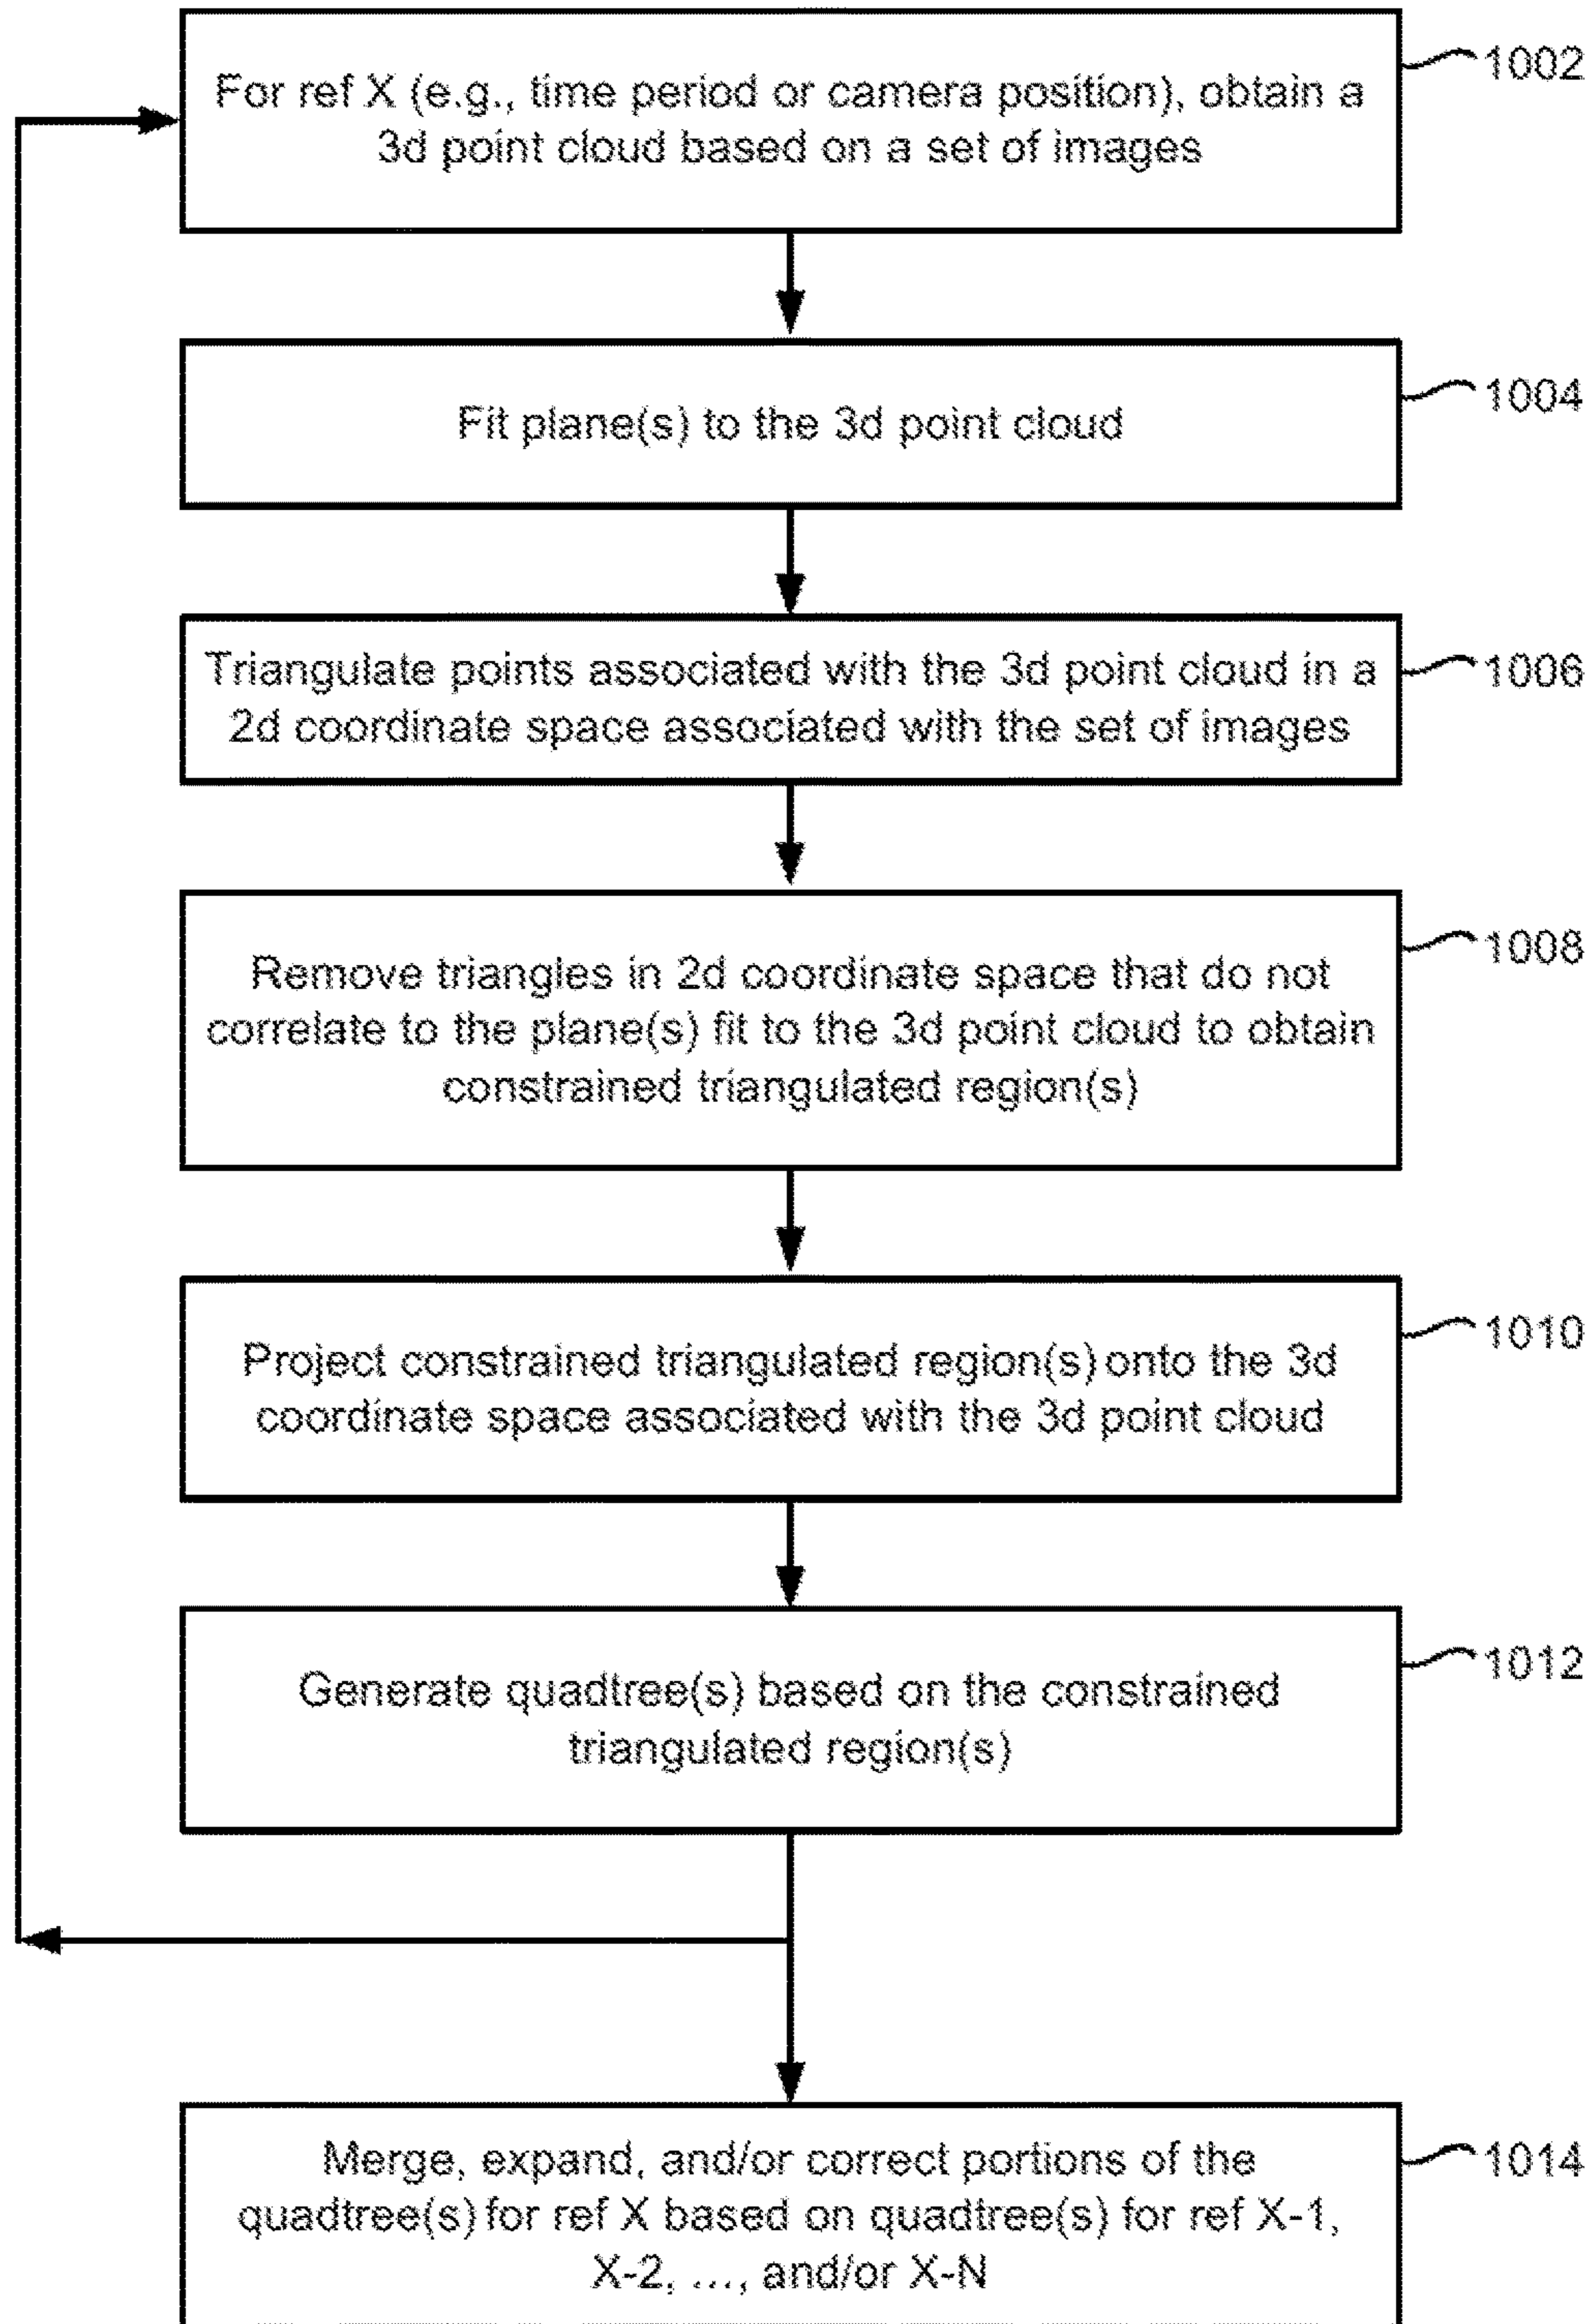 1002
For ref X (e.g., time period or camera position), obtain a
3d point cloud based on a set of images
1004
Fit plane(s) to the 3d point cloud
1006
Triangulate points associated with the 3d point cloud in a
2d coordinate space associated with the set of images
1008
Remove triangles in 2d coordinate space that do not
correlate to the plane(s) fit to the 3d point cloud to obtain
constrained triangulated region(s)
1010
Project constrained triangulated region(s) onto the 3d
coordinate space associated with the 3d point cloud
1012
Generate quadtree(s) based on the constrained
triangulated region(s)
1014
Merge, expand, and/or correct portions of the
quadtree(s) for ref X based on quadtree(s) for ref X-1,
X-2, ..., and/or X-N